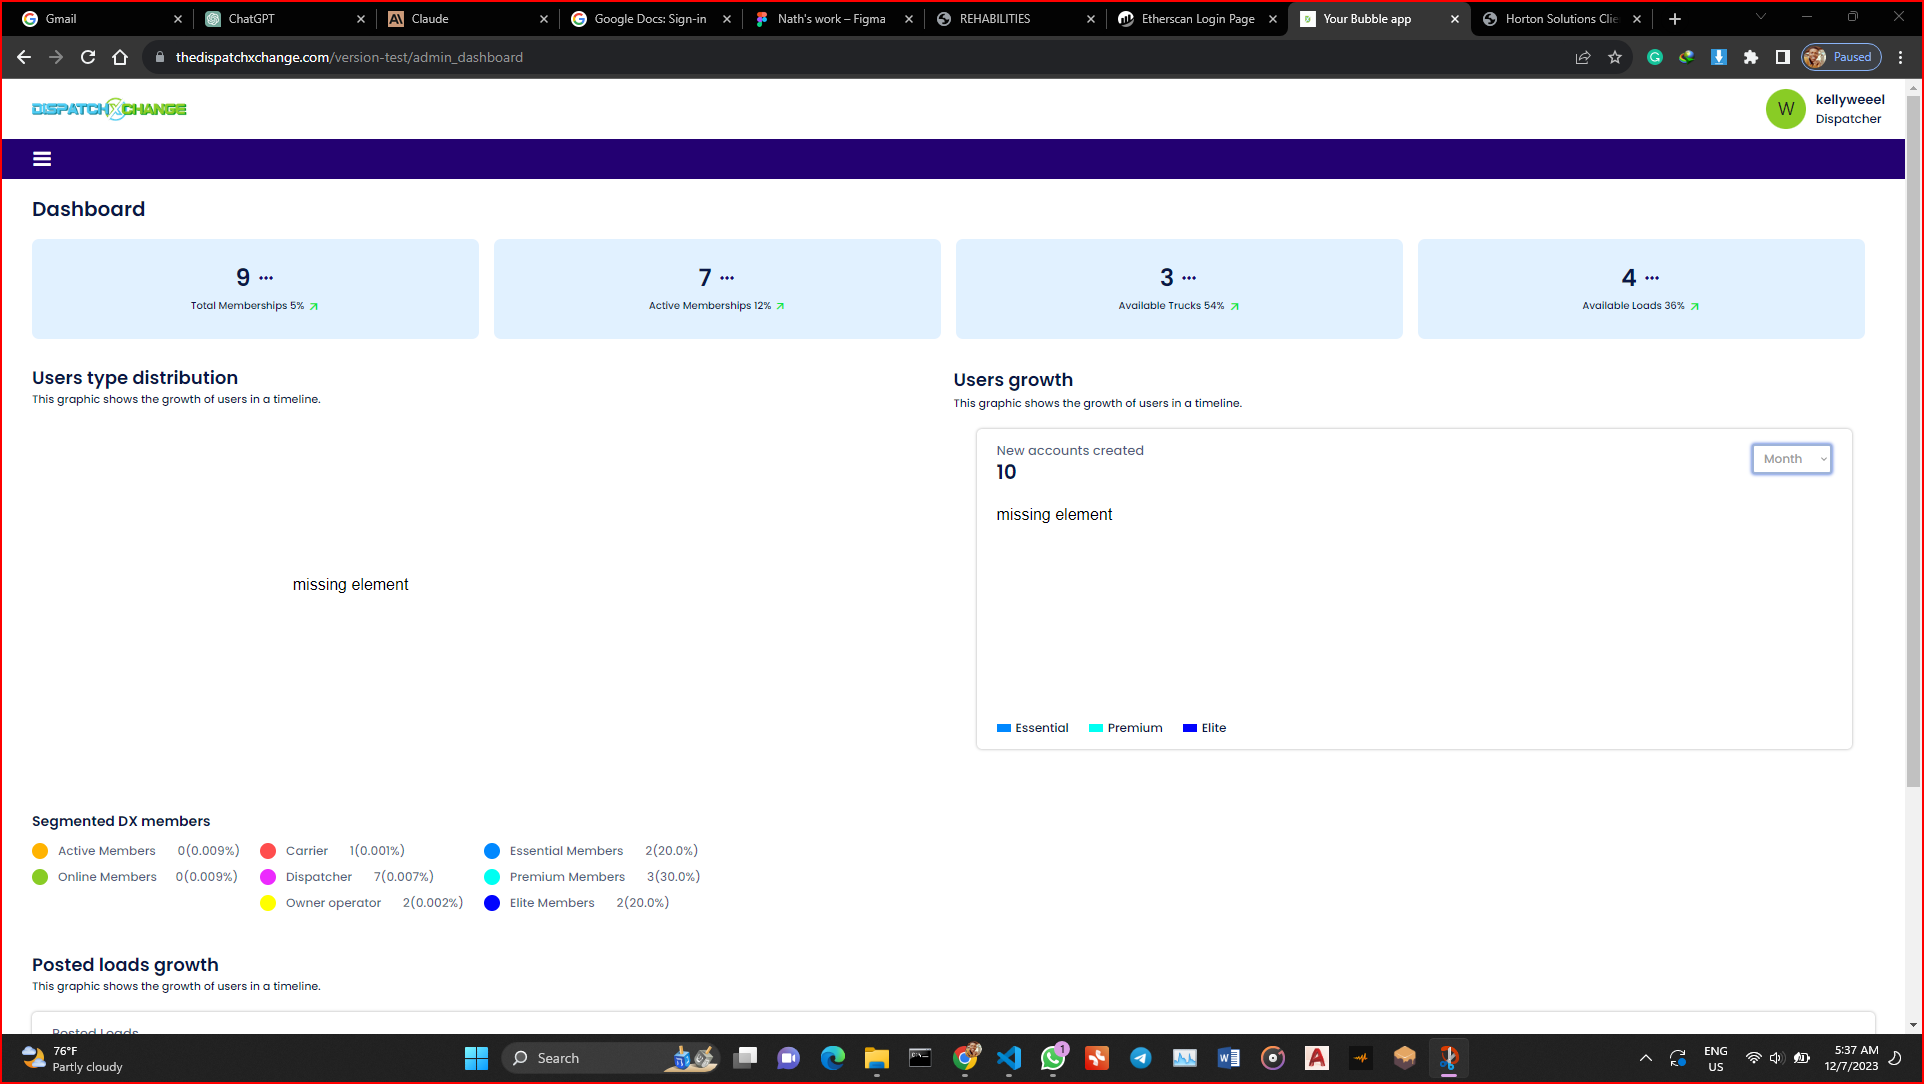 Gmail
ChatGPT
Claude
Google Docs: Sign-in
Nath's work – Figma
REHABILITIES
Etherscan Login Page
Your Bubble app
Horton Solutions Clie
thedispatchxchange.com/version-test/admin_dashboard
Paused
DISPATCHXCHANGE
W
kellyweeel
Dispatcher
Dashboard
9 ...
Total Memberships 5%
7 ...
Active Memberships 12%
3 ...
Available Trucks 54%
4 ...
Available Loads 36%
Users type distribution
This graphic shows the growth of users in a timeline.
missing element
Users growth
This graphic shows the growth of users in a timeline.
New accounts created
10
Month
missing element
Essential
Premium
Elite
Segmented DX members
Active Members 0(0.009%)
Carrier 1(0.001%)
Essential Members 2(20.0%)
Online Members 0(0.009%)
Dispatcher 7(0.007%)
Premium Members 3(30.0%)
Owner operator 2(0.002%)
Elite Members 2(20.0%)
Posted loads growth
This graphic shows the growth of users in a timeline.
Posted Loads
76°F
Partly cloudy
Search
1
ENG
US
5:37 AM
12/7/2023